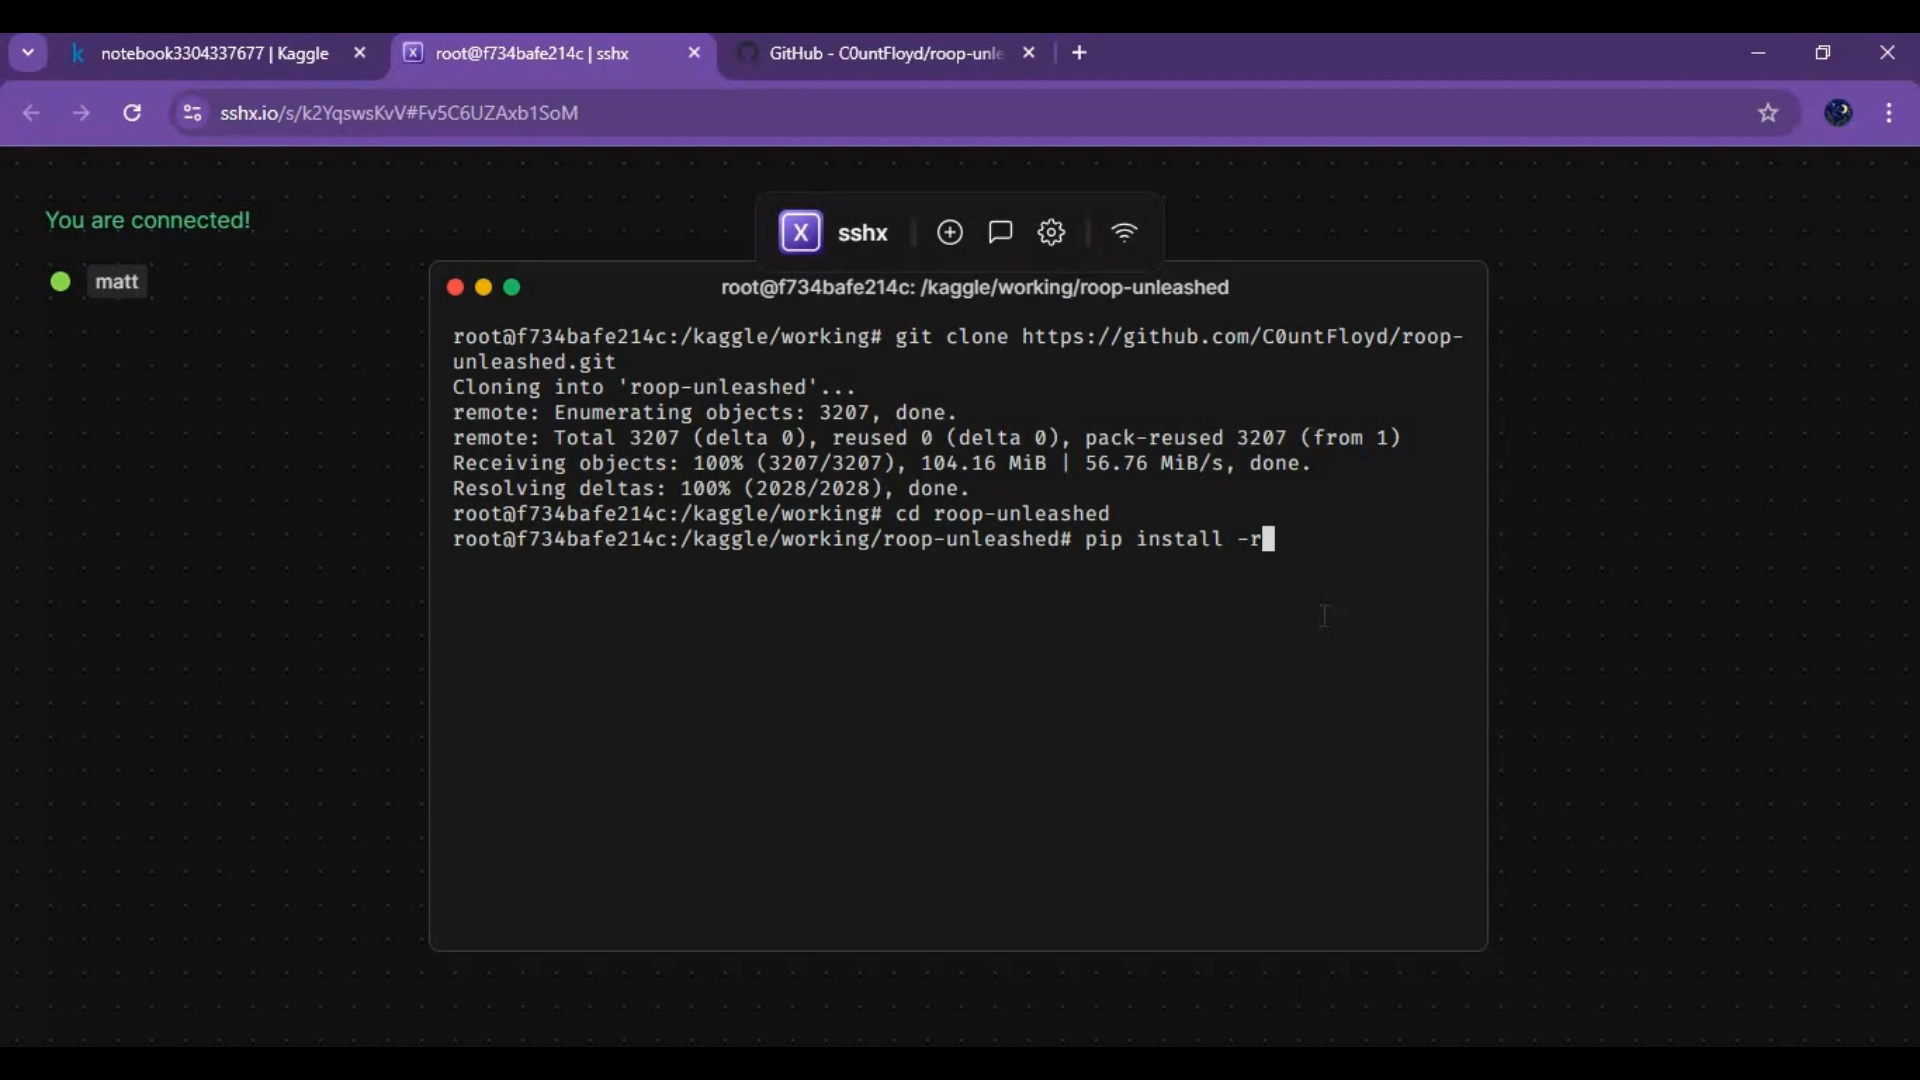 notebook3304337677 | Kaggle
root@f734bafe214c | sshx
GitHub - C0untFloyd/roop-unle
sshx.io/s/k2YqswsKvV#Fv5C6UZAxb1SoM
You are connected!
X sshx
matt
root@f734bafe214c: /kaggle/working/roop-unleashed
root@f734bafe214c:/kaggle/working# git clone https://github.com/C0untFloyd/roop-
unleashed.git
Cloning into 'roop-unleashed'...
remote: Enumerating objects: 3207, done.
remote: Total 3207 (delta 0), reused 0 (delta 0), pack-reused 3207 (from 1)
Receiving objects: 100% (3207/3207), 104.16 MiB | 56.76 MiB/s, done.
Resolving deltas: 100% (2028/2028), done.
root@f734bafe214c:/kaggle/working# cd roop-unleashed
root@f734bafe214c:/kaggle/working/roop-unleashed# pip install -r